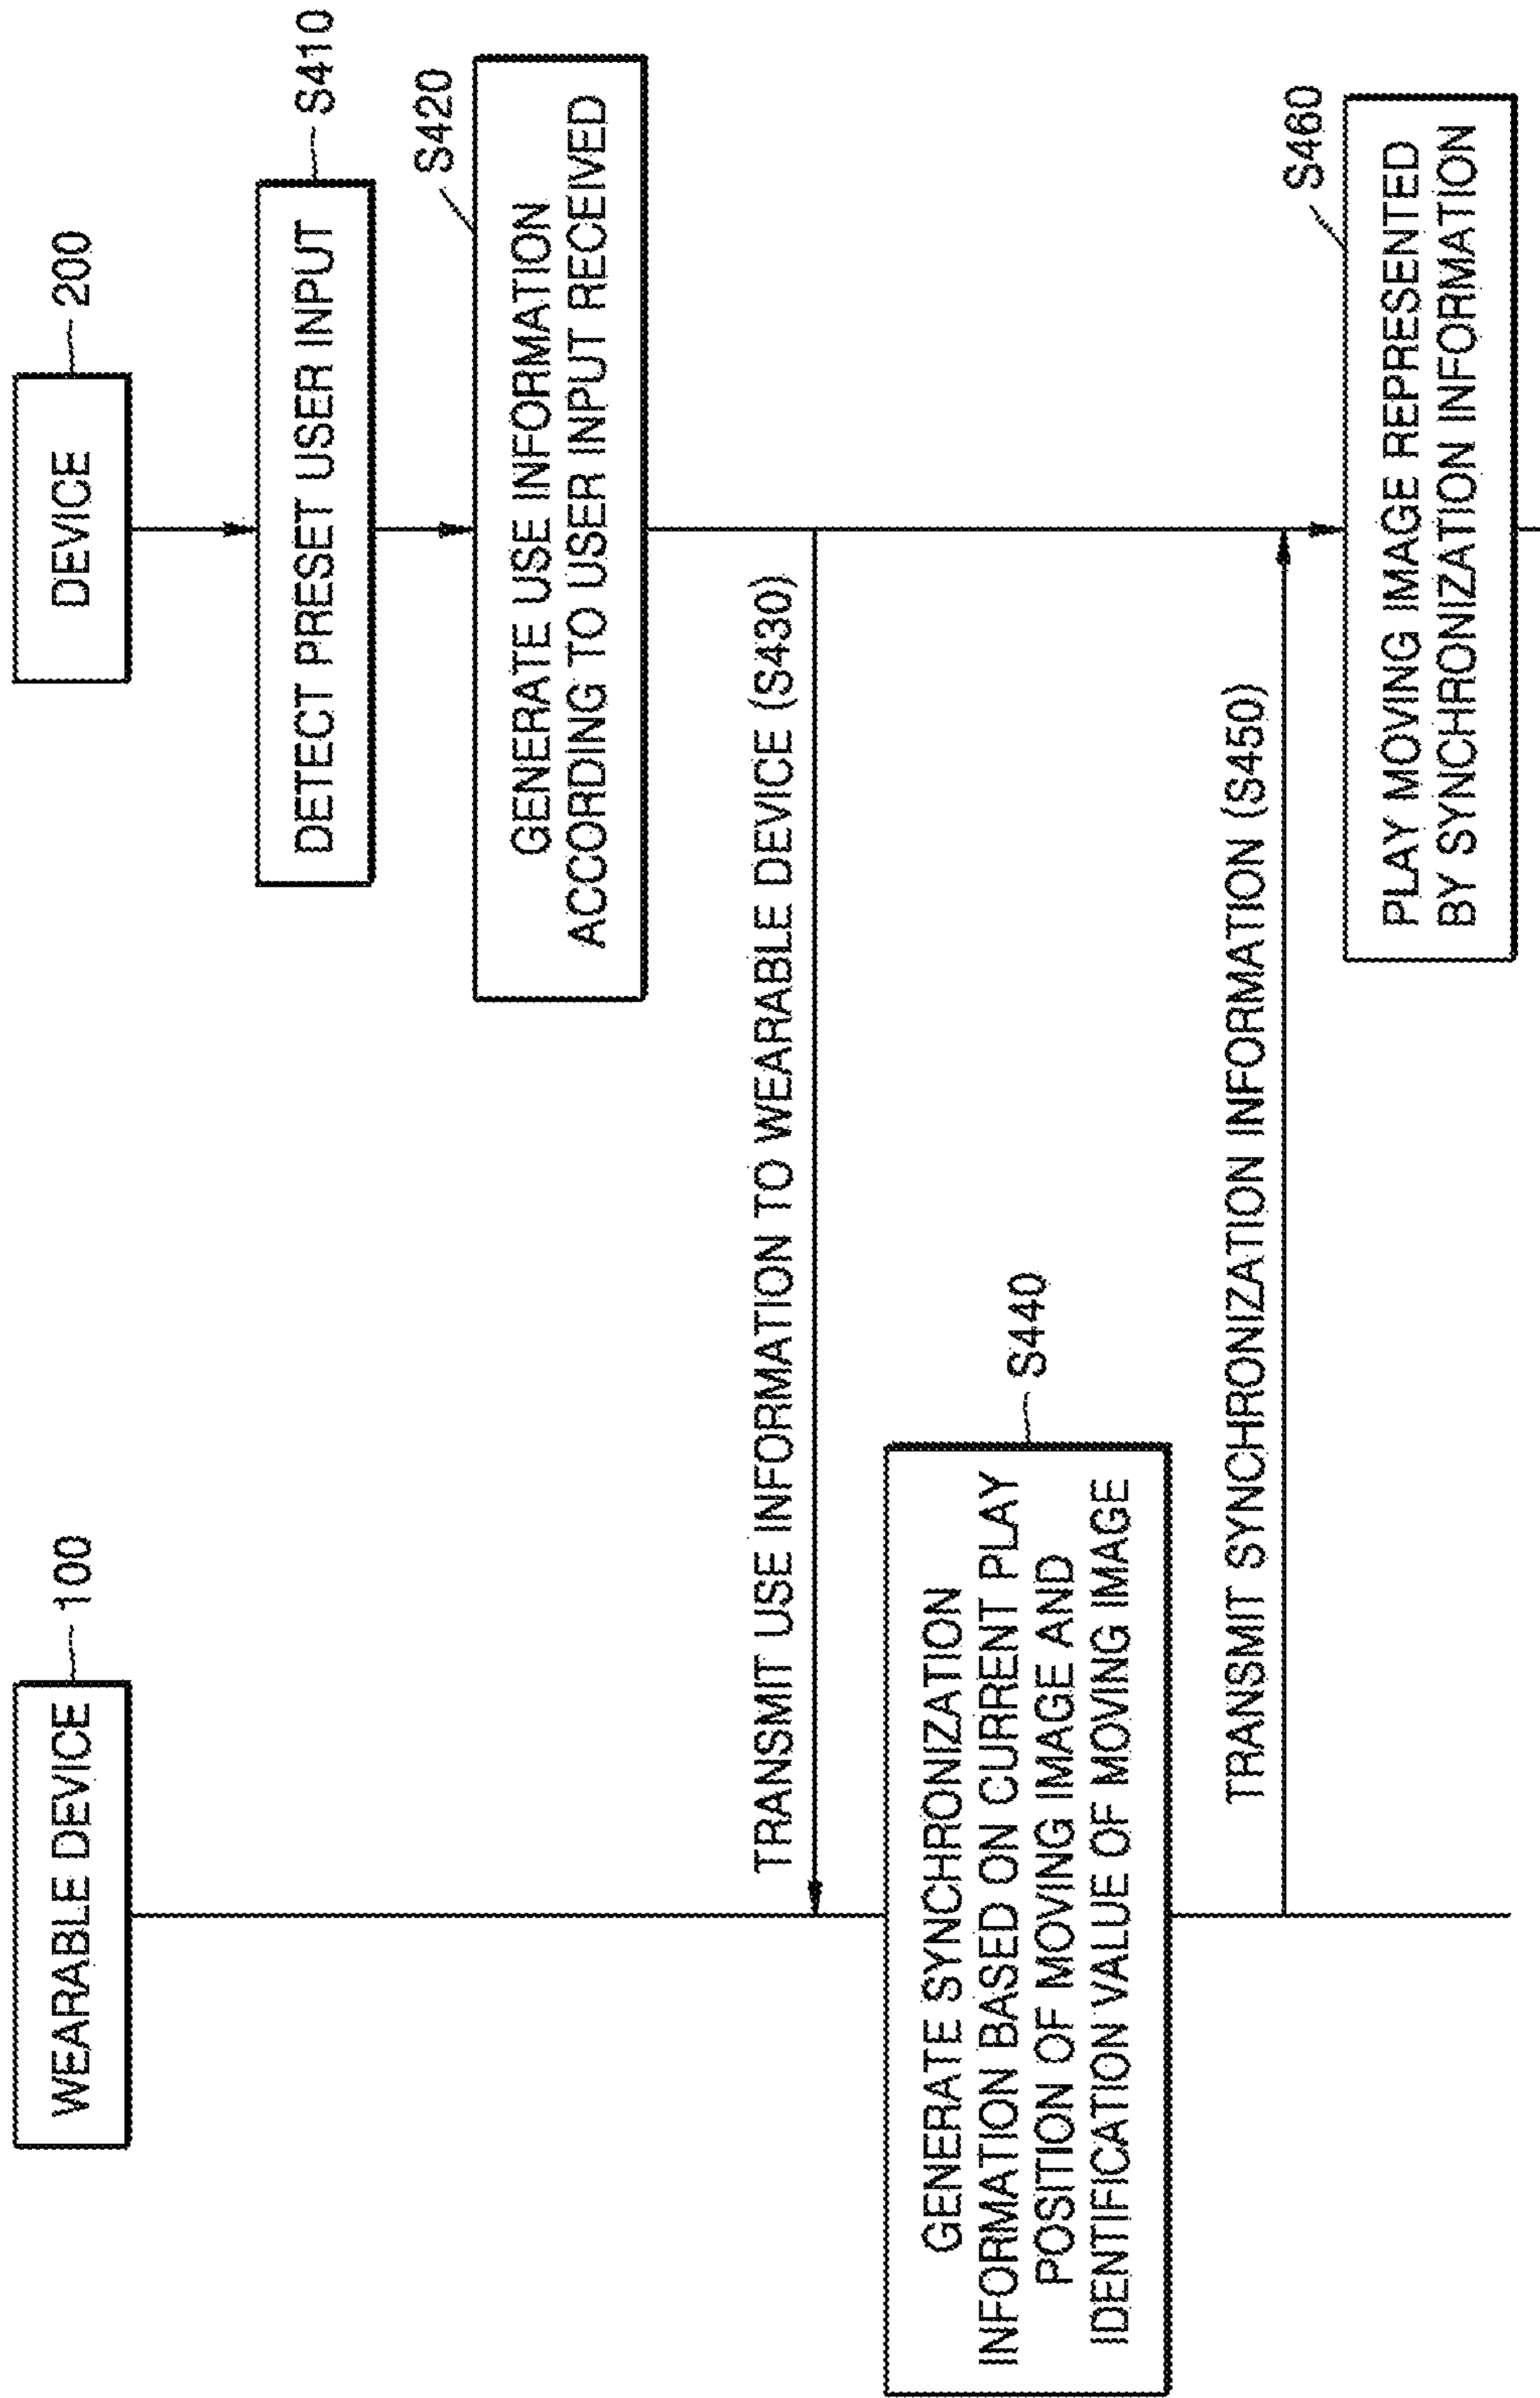 WEARABLE DEVICE
100
DEVICE
200
DETECT PRESET USER INPUT
S410
GENERATE USE INFORMATION
ACCORDING TO USER INPUT RECEIVED
S420
TRANSMIT USE INFORMATION TO WEARABLE DEVICE (S430)
GENERATE SYNCHRONIZATION
INFORMATION BASED ON CURRENT PLAY
POSITION OF MOVING IMAGE AND
IDENTIFICATION VALUE OF MOVING IMAGE
S440
TRANSMIT SYNCHRONIZATION INFORMATION (S450)
PLAY MOVING IMAGE REPRESENTED
BY SYNCHRONIZATION INFORMATION
S460